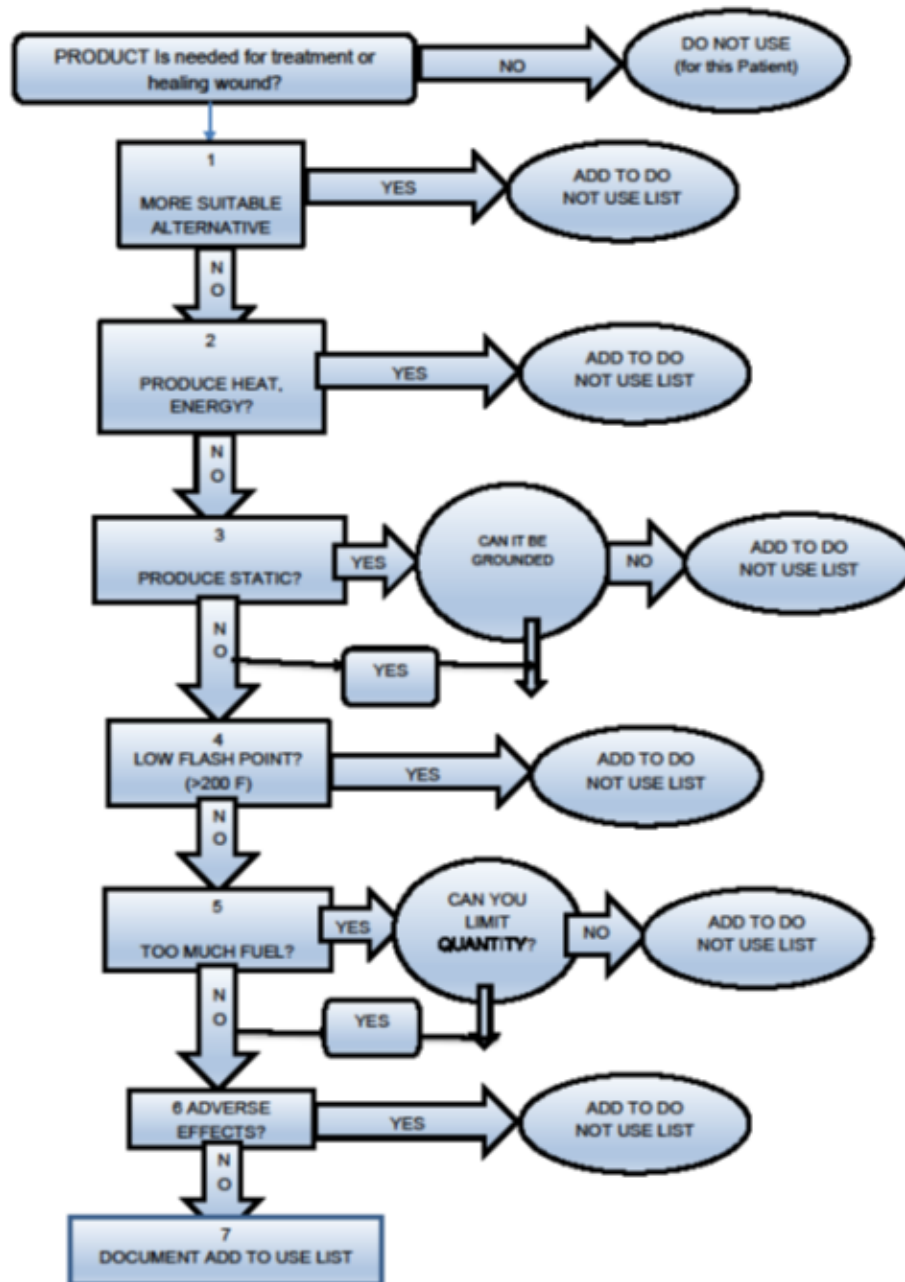 PRODUCT Is needed for treatment or
healing wound?
NO
DO NOT USE
(for this Patient)
1
MORE SUITABLE
ALTERNATIVE
YES
ADD TO DO
NOT USE LIST
N
O
2
PRODUCE HEAT,
ENERGY?
YES
ADD TO DO
NOT USE LIST
N
O
3
PRODUCE STATIC?
YES
CAN IT BE
GROUNDED
NO
ADD TO DO
NOT USE LIST
N
O
YES
4
LOW FLASH POINT?
(>200 F)
YES
ADD TO DO
NOT USE LIST
N
O
5
TOO MUCH FUEL?
YES
CAN YOU
LIMIT
QUANTITY?
NO
ADD TO DO
NOT USE LIST
N
O
YES
6 ADVERSE
EFFECTS?
YES
ADD TO DO
NOT USE LIST
N
O
7
DOCUMENT ADD TO USE LIST